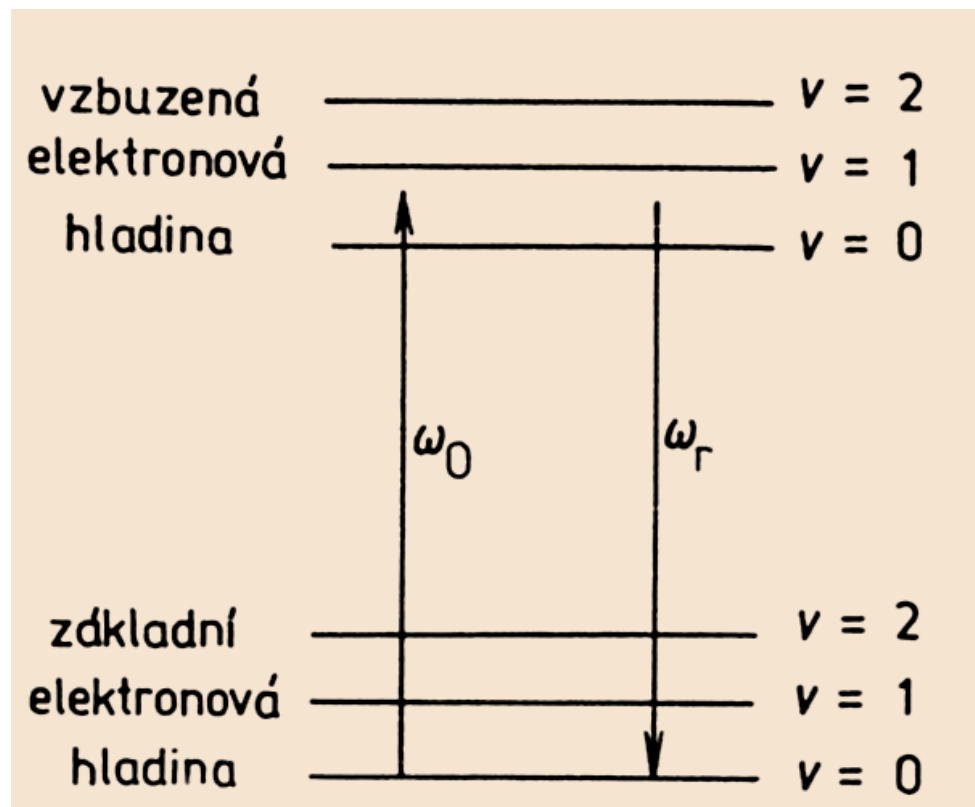 vzbuzená
elektronová
hladina
v = 2
v = 1
v = 0
ω0
ωr
základní
elektronová
hladina
v = 2
v = 1
v = 0